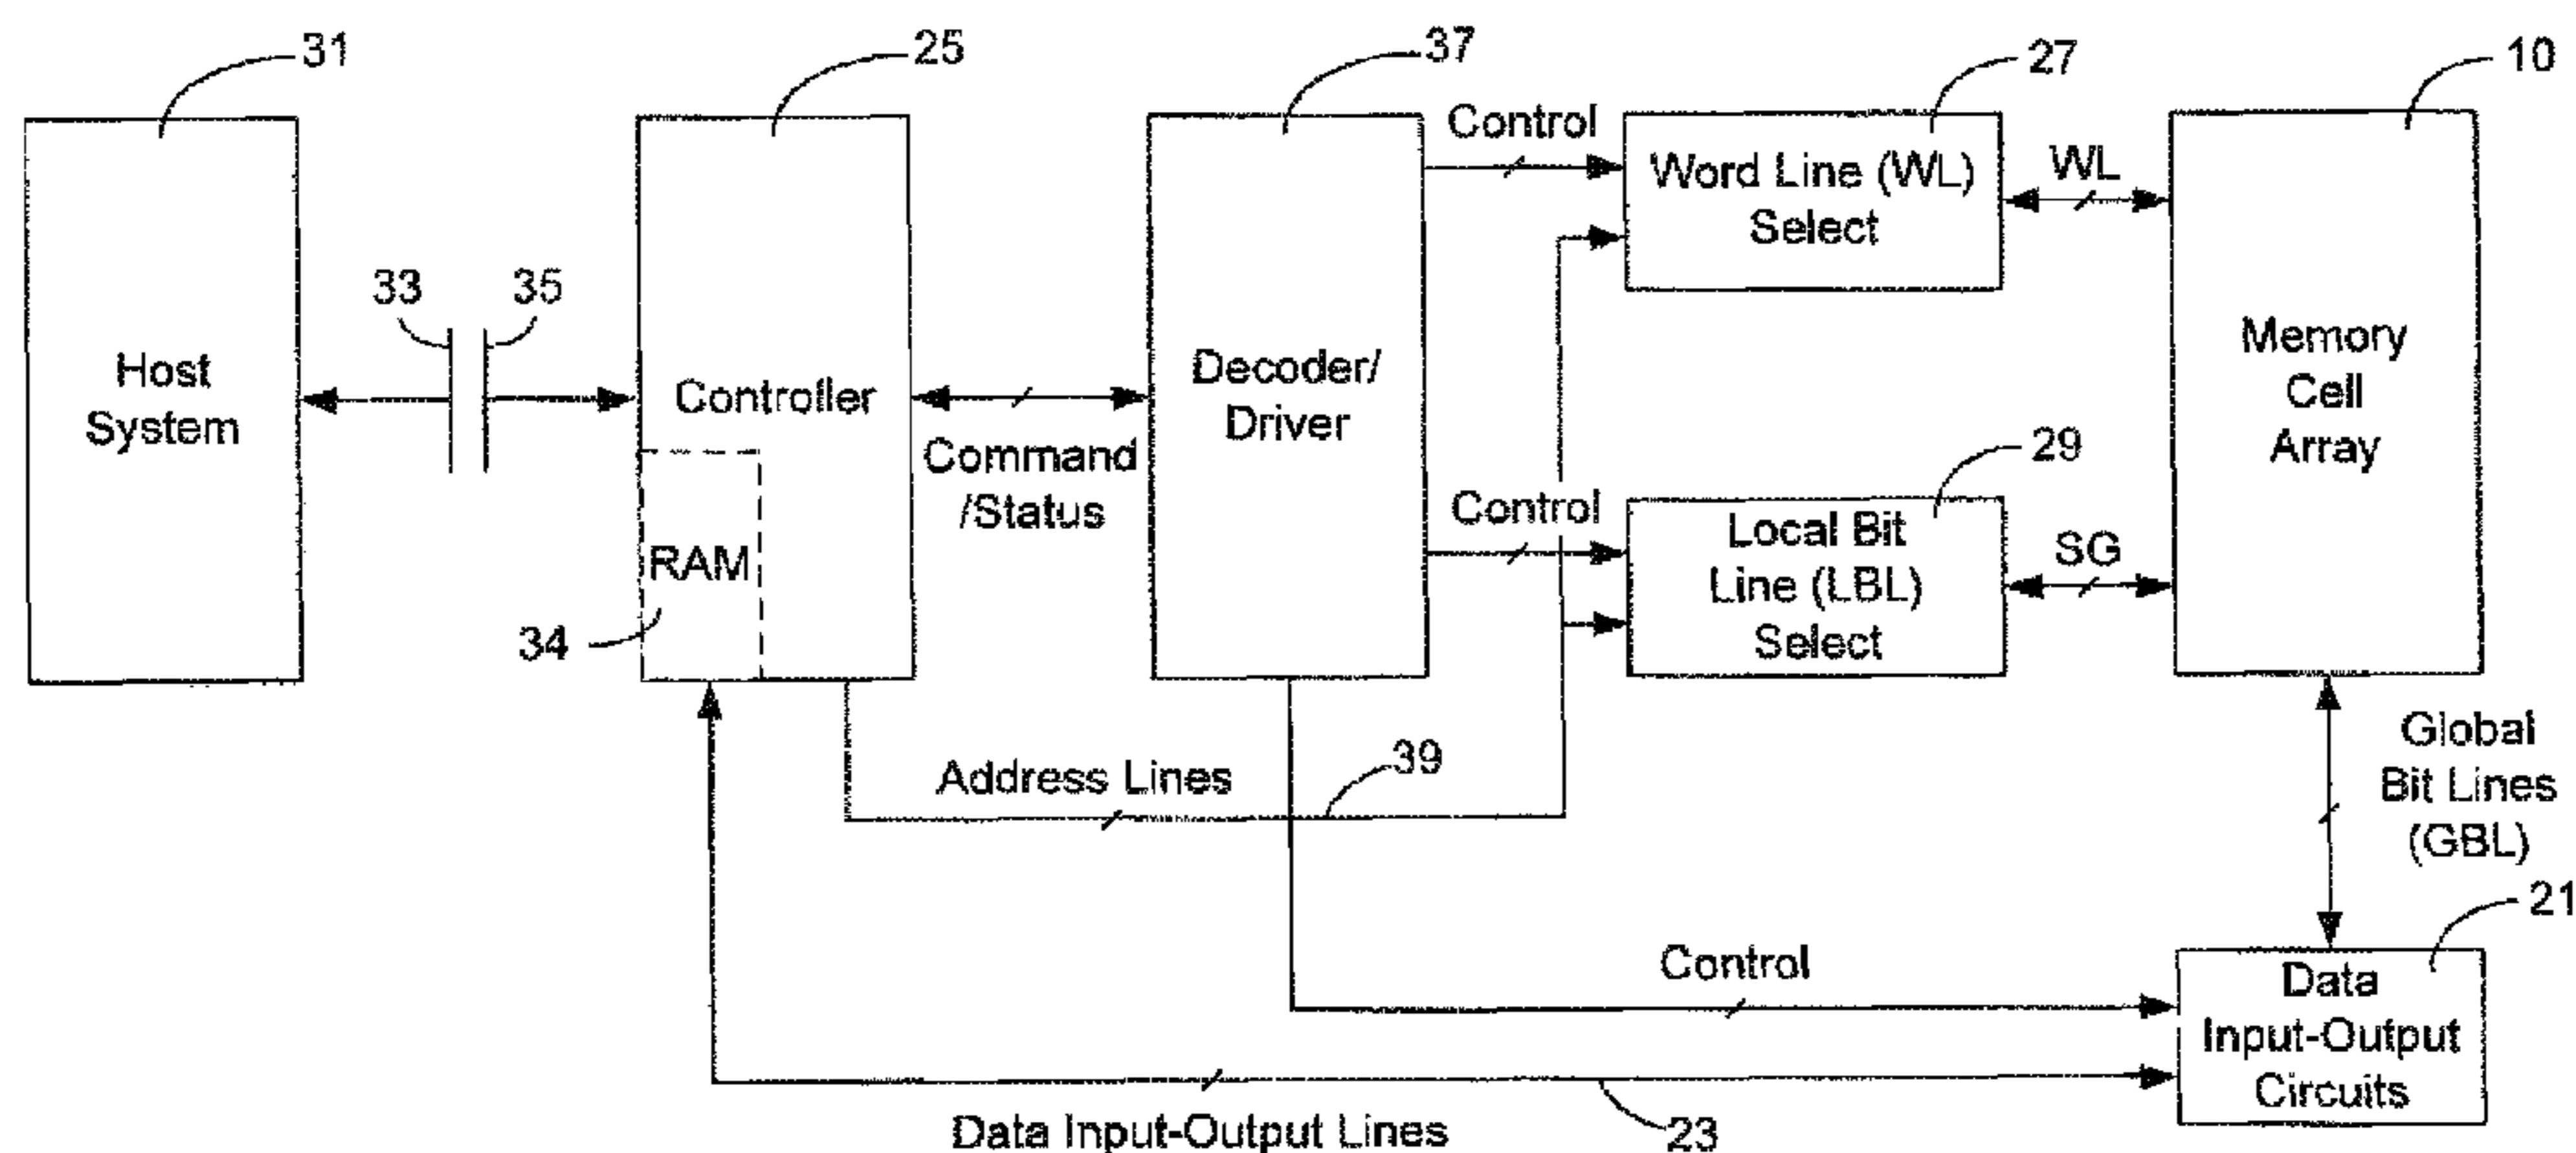 31
25
37
27
10
Control
Word Line (WL)
Select
WL
33
35
Host
System
Controller
Command
/Status
Decoder/
Driver
Memory
Cell
Array
29
Control
Local Bit
Line (LBL)
Select
SG
RAM
34
Address Lines
39
Global
Bit Lines
(GBL)
21
Control
Data
Input-Output
Circuits
Data Input-Output Lines
23